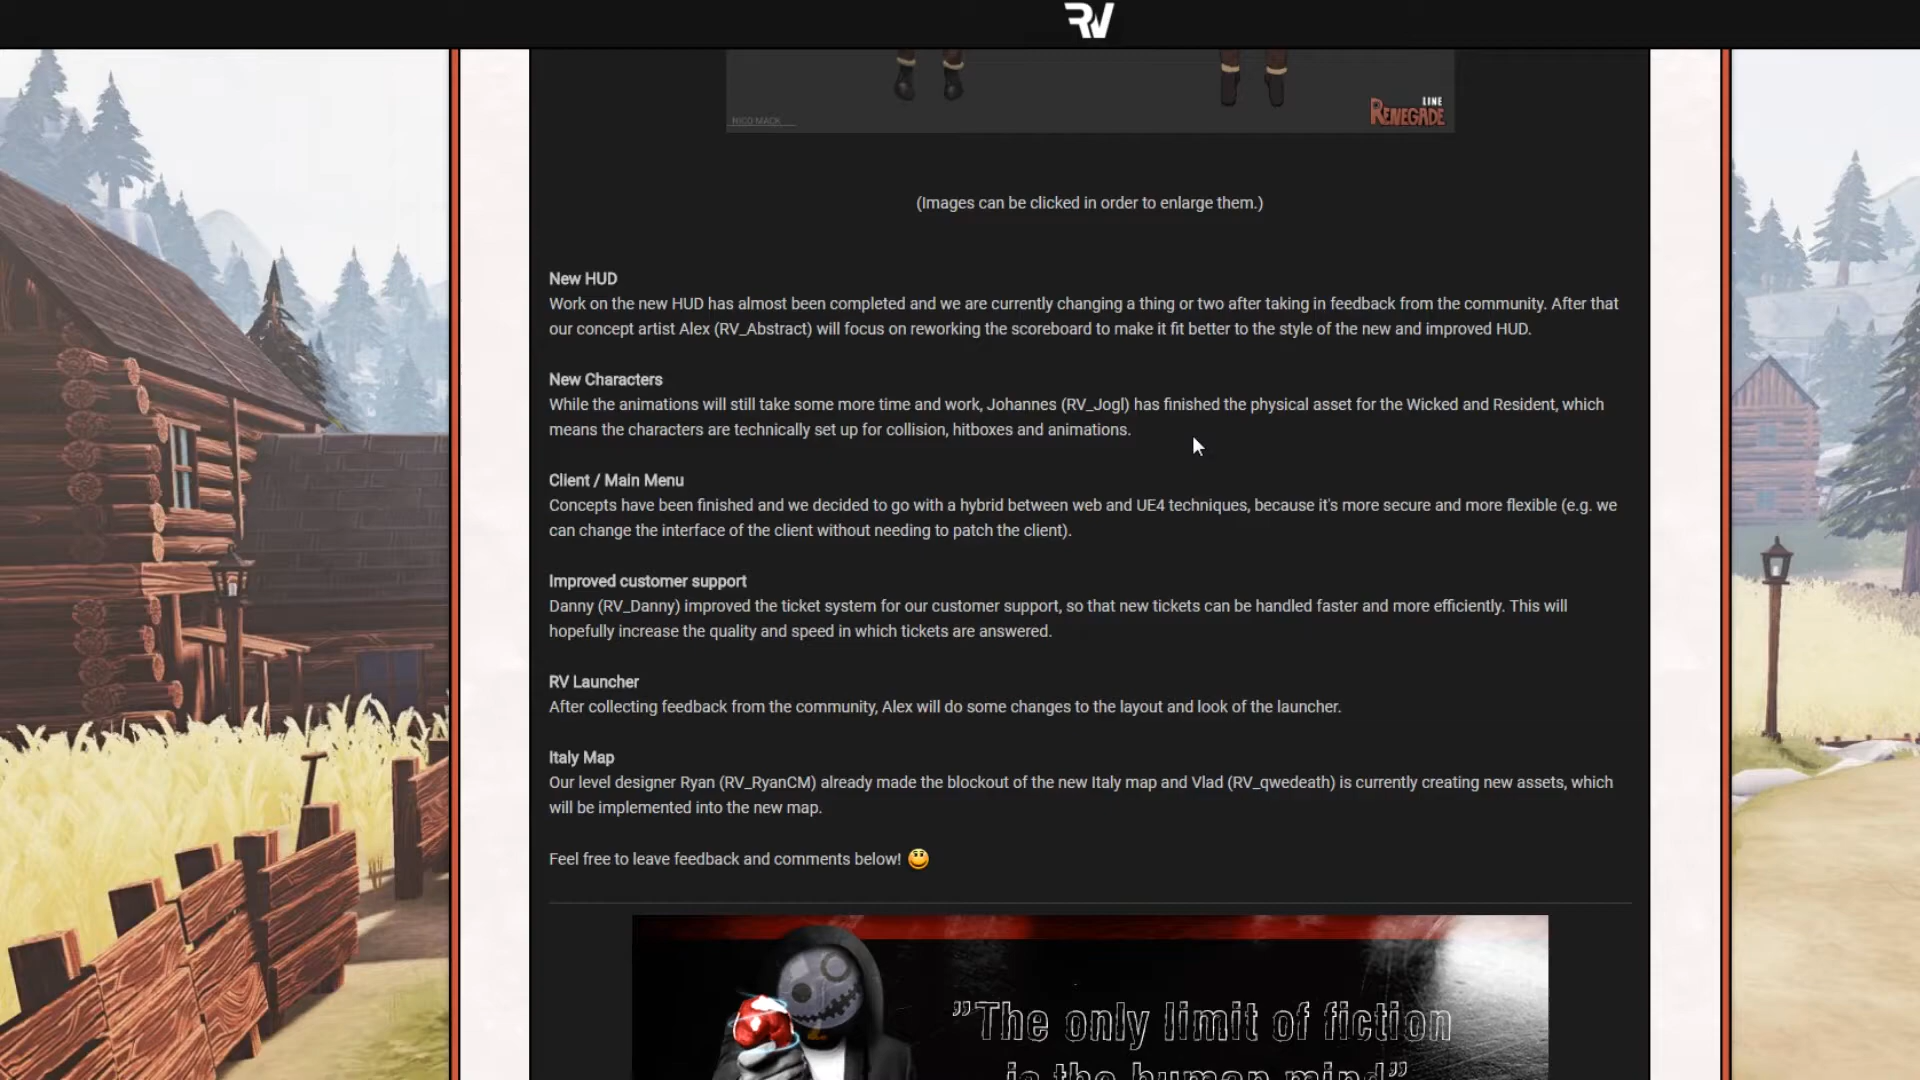 RV
NICO MACK
LINE
RENEGADE
(Images can be clicked in order to enlarge them.)
New HUD
Work on the new HUD has almost been completed and we are currently changing a thing or two after taking in feedback from the community. After that
our concept artist Alex (RV_Abstract) will focus on reworking the scoreboard to make it fit better to the style of the new and improved HUD.
New Characters
While the animations will still take some more time and work, Johannes (RV_Jogl) has finished the physical asset for the Wicked and Resident, which
means the characters are technically set up for collision, hitboxes and animations.
Client / Main Menu
Concepts have been finished and we decided to go with a hybrid between web and UE4 techniques, because it's more secure and more flexible (e.g. we
can change the interface of the client without needing to patch the client).
Improved customer support
Danny (RV_Danny) improved the ticket system for our customer support, so that new tickets can be handled faster and more efficiently. This will
hopefully increase the quality and speed in which tickets are answered.
RV Launcher
After collecting feedback from the community, Alex will do some changes to the layout and look of the launcher.
Italy Map
Our level designer Ryan (RV_RyanCM) already made the blockout of the new Italy map and Vlad (RV_qwedeath) is currently creating new assets, which
will be implemented into the new map.
Feel free to leave feedback and comments below!
"The only limit of fiction
is the human mind"